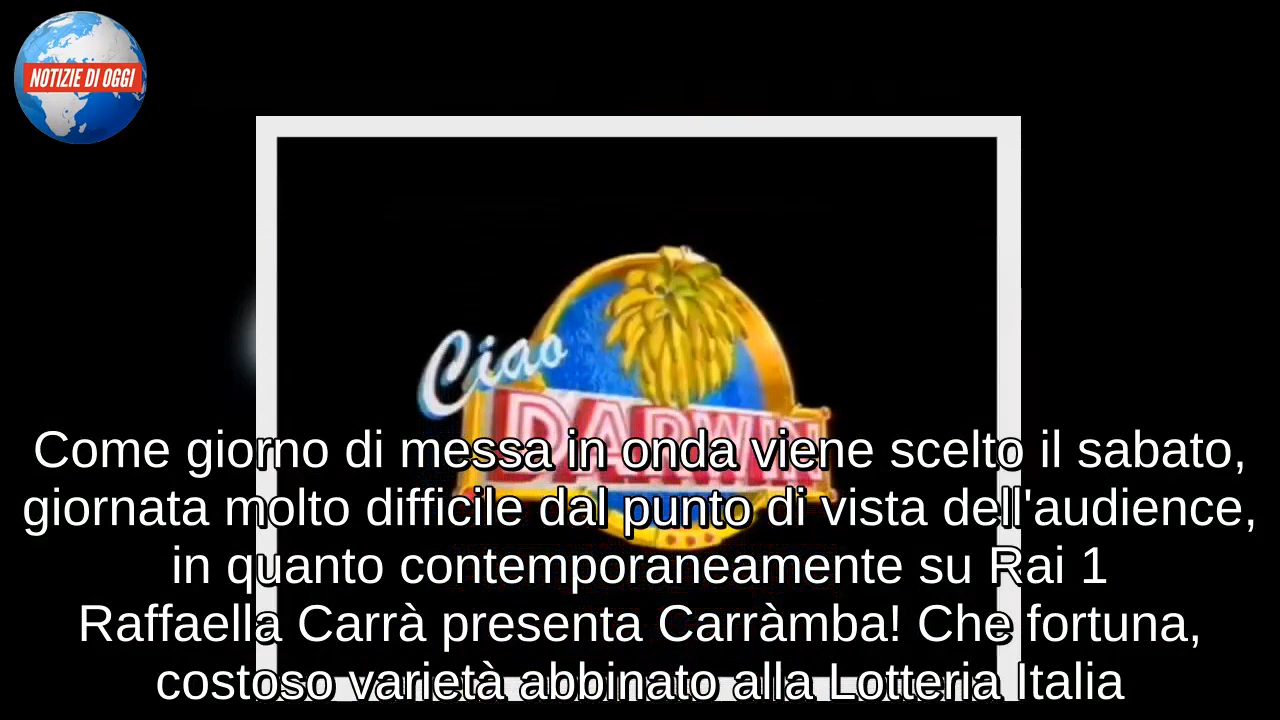 NOTIZIE DI OGGI
Ciao
DARWIN
Come giorno di messa in onda viene scelto il sabato,
giornata molto difficile dal punto di vista dell'audience,
in quanto contemporaneamente su Rai 1
Raffaella Carrà presenta Carràmba! Che fortuna,
costoso varietà abbinato alla Lotteria Italia